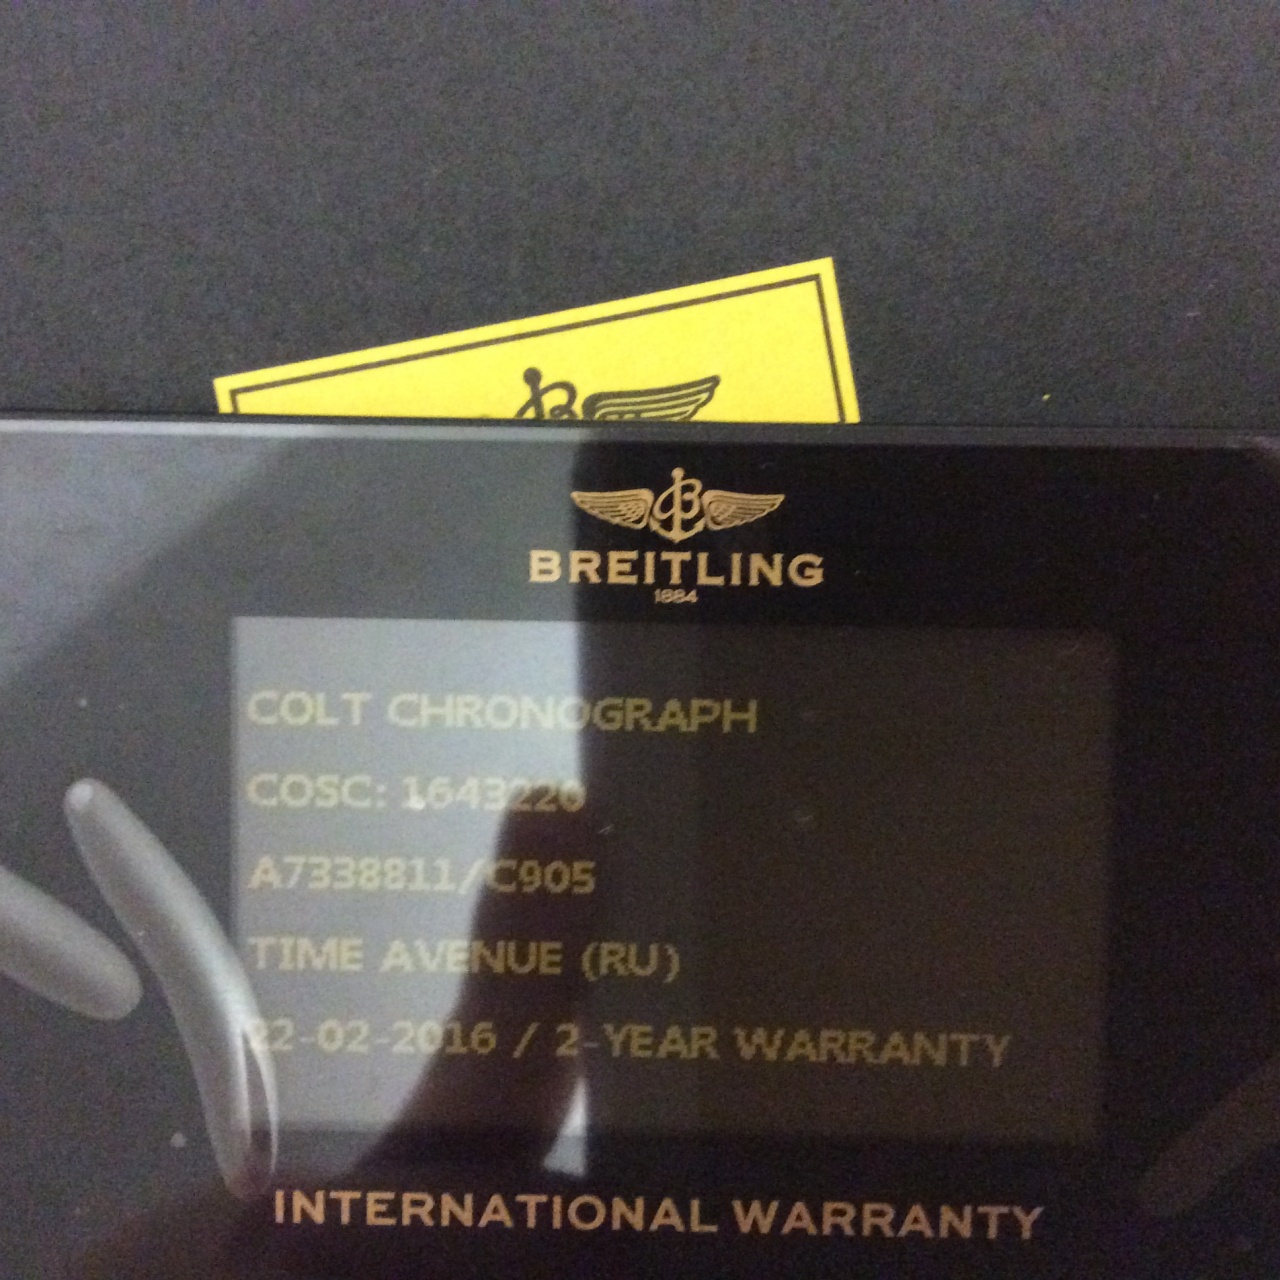 BREITLING
1884
COLT CHRONOGRAPH
COSC: 1643220
A7338811/C905
TIME AVENUE (RU)
22-02-2016 / 2-YEAR WARRANTY
INTERNATIONAL WARRANTY